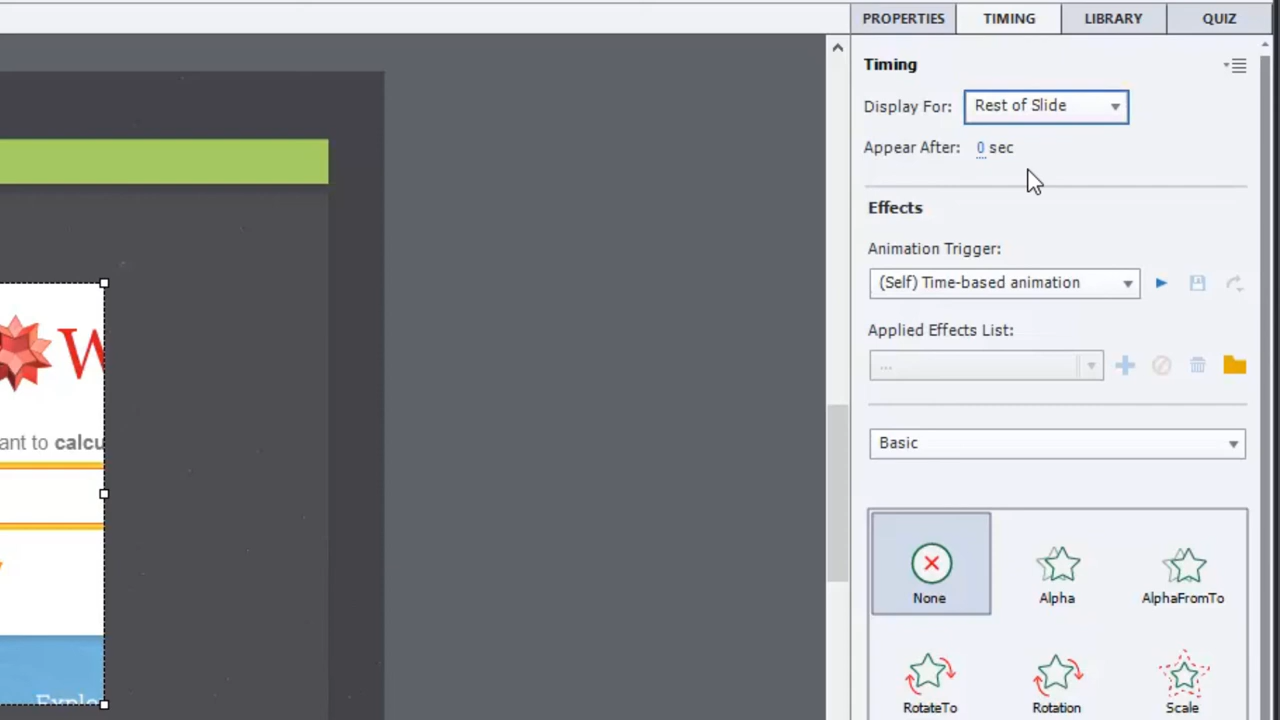 PROPERTIES TIMING LIBRARY QUIZ
Timing
Display For: Rest of Slide
Appear After: 0 sec
Effects
Animation Trigger:
(Self) Time-based animation
Applied Effects List:
...
Basic
None Alpha AlphaFromTo
RotateTo Rotation Scale
W
ant to calcu
Explo